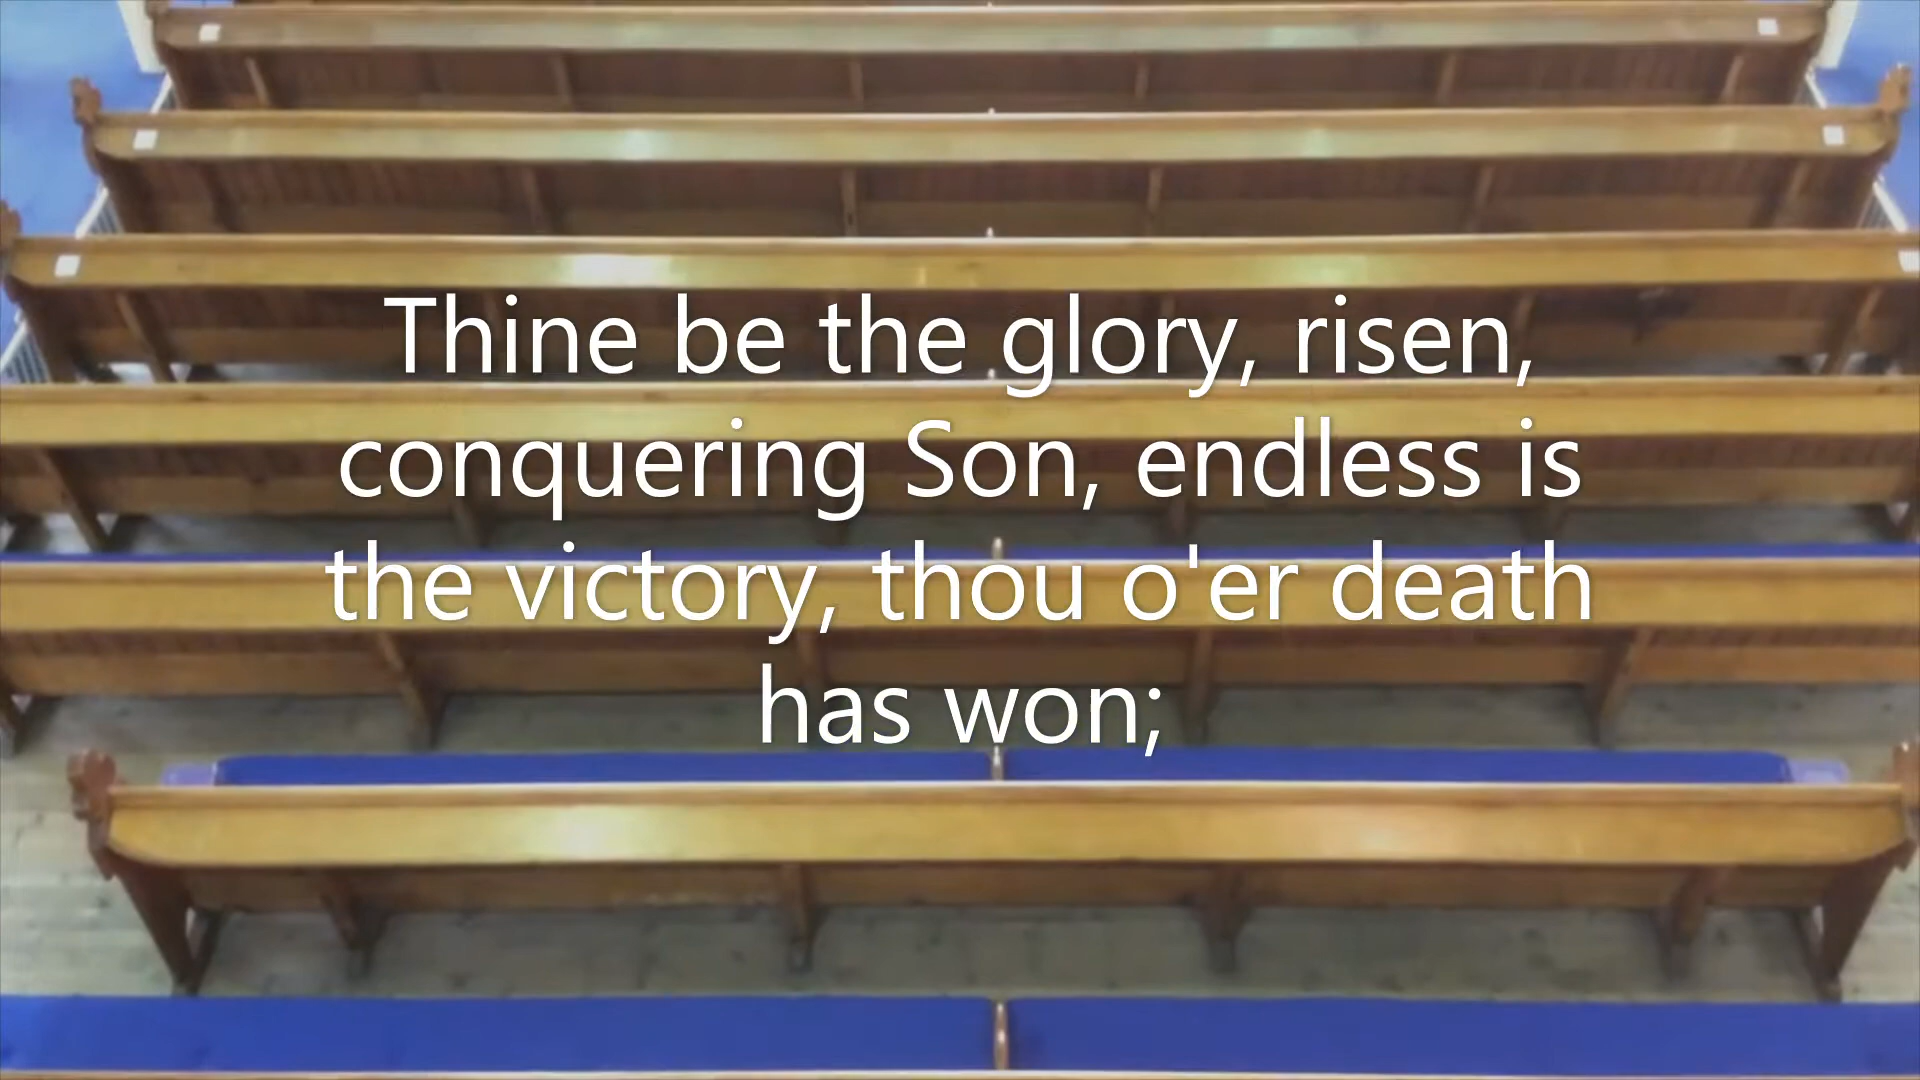 Thine be the glory, risen,
conquering Son, endless is
the victory, thou o'er death
has won;